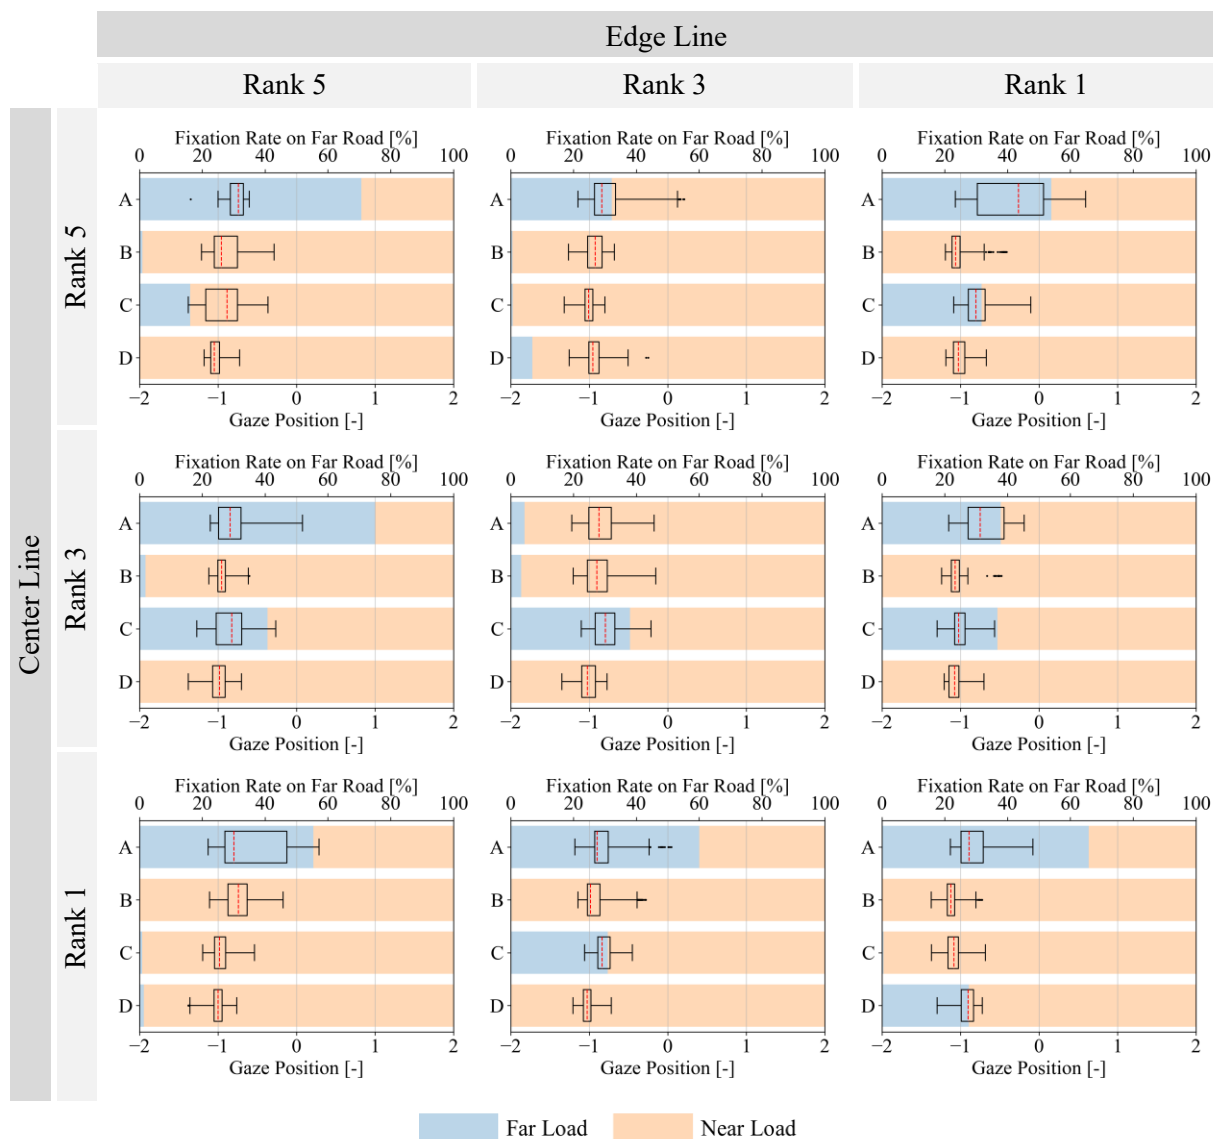 Edge Line
Rank 5 Rank 3 Rank 1
Center Line
Rank 5
Fixation Rate on Far Road [%] Fixation Rate on Far Road [%] Fixation Rate on Far Road [%]
0 20 40 60 80 100 0 20 40 60 80 100 0 20 40 60 80 100
A A A
B B B
C C C
D D D
−2 −1 0 1 2 −2 −1 0 1 2 −2 −1 0 1 2
Gaze Position [-] Gaze Position [-] Gaze Position [-]
Rank 3
Fixation Rate on Far Road [%] Fixation Rate on Far Road [%] Fixation Rate on Far Road [%]
0 20 40 60 80 100 0 20 40 60 80 100 0 20 40 60 80 100
A A A
B B B
C C C
D D D
−2 −1 0 1 2 −2 −1 0 1 2 −2 −1 0 1 2
Gaze Position [-] Gaze Position [-] Gaze Position [-]
Rank 1
Fixation Rate on Far Road [%] Fixation Rate on Far Road [%] Fixation Rate on Far Road [%]
0 20 40 60 80 100 0 20 40 60 80 100 0 20 40 60 80 100
A A A
B B B
C C C
D D D
−2 −1 0 1 2 −2 −1 0 1 2 −2 −1 0 1 2
Gaze Position [-] Gaze Position [-] Gaze Position [-]
Far Load Near Load